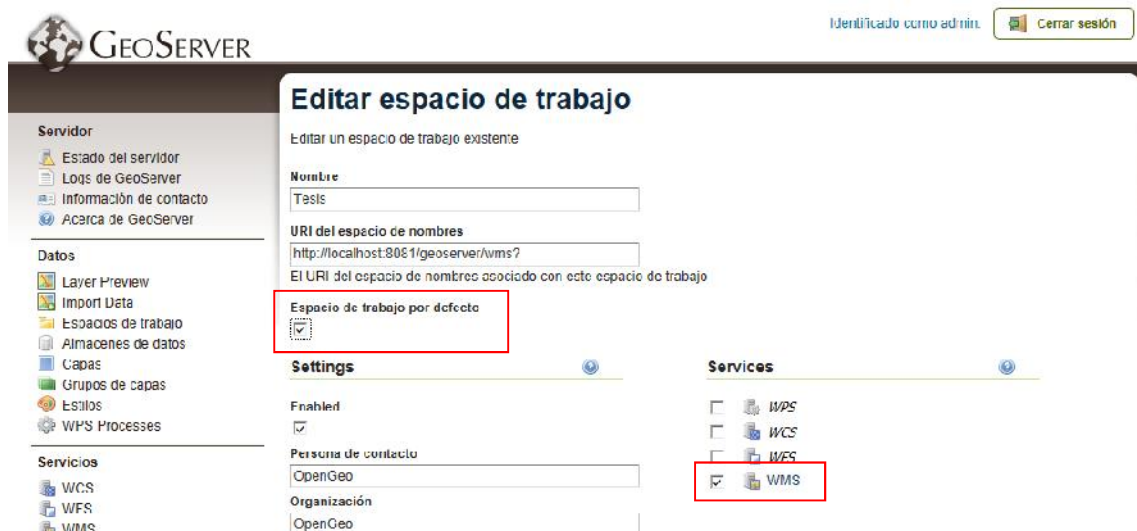 GEOSERVER
Identificado como admin.
Cerrar sesión
Servidor
Estado del servidor
Logs de GeoServer
Información de contacto
Acerca de GeoServer
Datos
Layer Preview
Import Data
Espacios de trabajo
Almacenes de datos
Capas
Grupos de capas
Estilos
WPS Processes
Servicios
WCS
WFS
WMS
Editar espacio de trabajo
Editar un espacio de trabajo existente
Nombre
Tesis
URI del espacio de nombres
http://localhost:8081/geoserver/wms?
El URI del espacio de nombres asociado con este espacio de trabajo
Espacio de trabajo por defecto
Settings
Enabled
Persona de contacto
OpenGeo
Organización
OpenGeo
Services
WPS
WCS
WFS
WMS